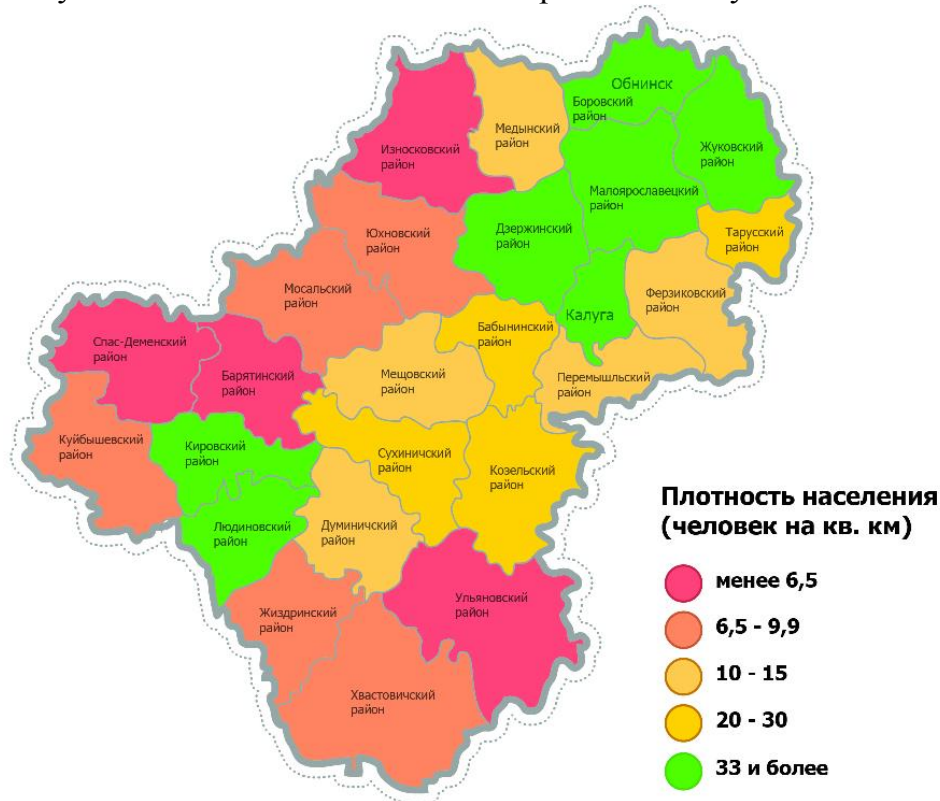 Обнинск
Боровский
район
Медынский
район
Износковский
район
Жуковский
район
Малоярославецкий
район
Юхновский
район
Дзержинский
район
Тарусский
район
Мосальский
район
Ферзиковский
район
Калуга
Бабынинский
район
Спас-Деменский
район
Барятинский
район
Мещовский
район
Перемышльский
район
Куйбышевский
район
Кировский
район
Сухиничский
район
Козельский
район
Людиновский
район
Думиничский
район
Ульяновский
район
Жиздринский
район
Хвастовичский
район
Плотность населения
(человек на кв. км)
менее 6,5
6,5 - 9,9
10 - 15
20 - 30
33 и более